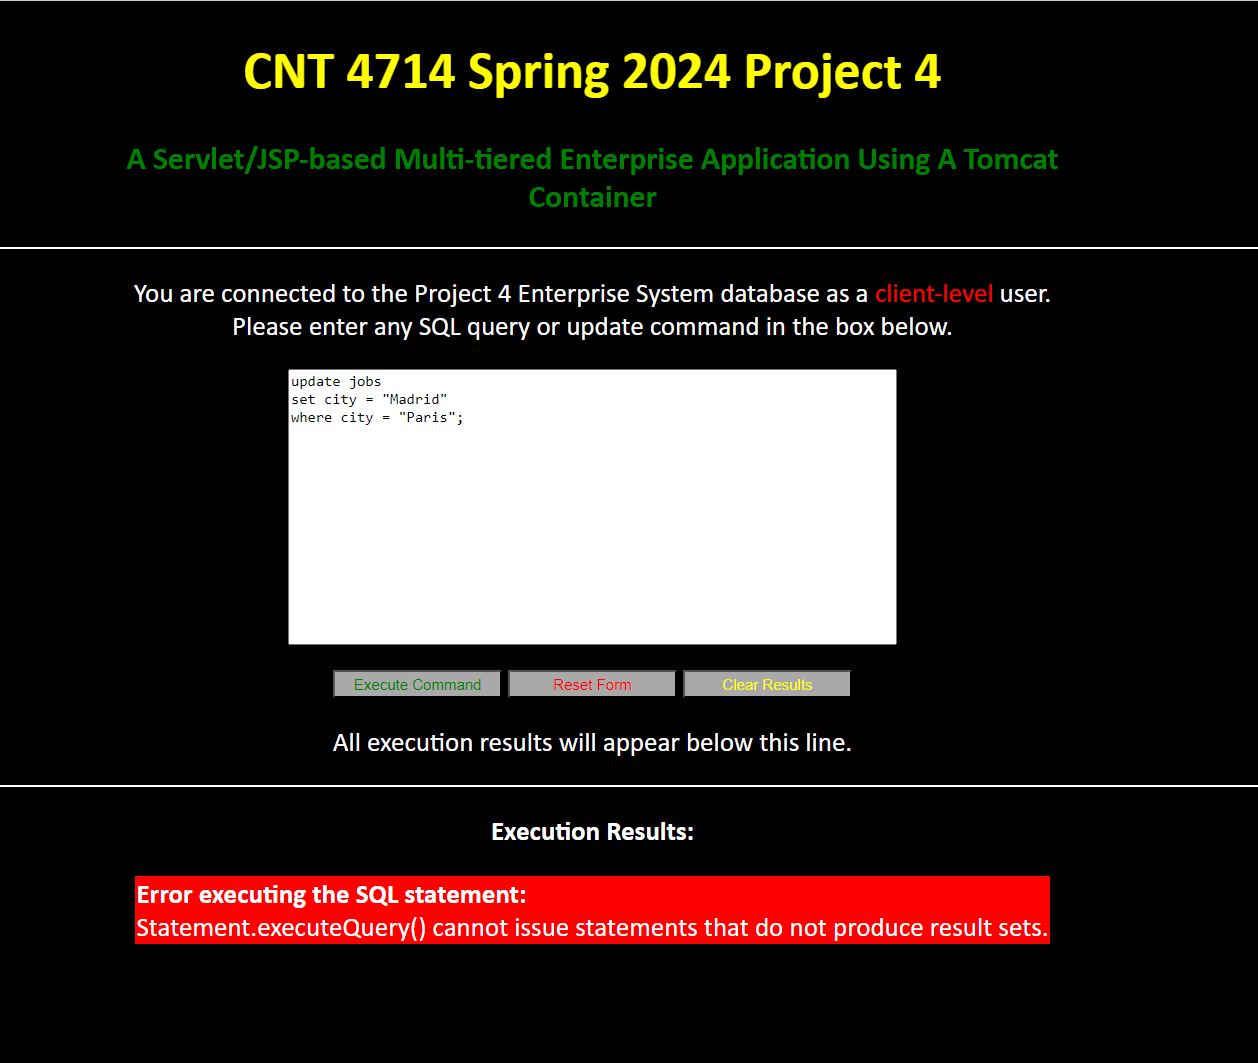 CNT 4714 Spring 2024 Project 4
A Servlet/JSP-based Multi-tiered Enterprise Application Using A Tomcat
Container
You are connected to the Project 4 Enterprise System database as a client-level user.
Please enter any SQL query or update command in the box below.
update jobs
set city = "Madrid"
where city = "Paris";
Execute Command Reset Form Clear Results
All execution results will appear below this line.
Execution Results:
Error executing the SQL statement:
Statement.executeQuery() cannot issue statements that do not produce result sets.